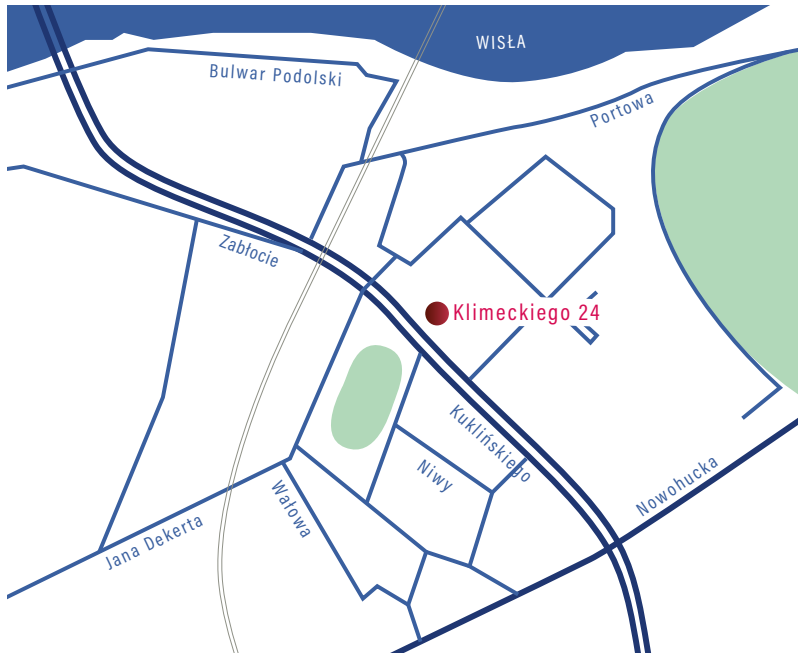 WISŁA
Bulwar Podolski
Portowa
Zabłocie
Klimeckiego 24
Kuklińskiego
Niwy
Nowohucka
Wałowa
Jana Dekerta